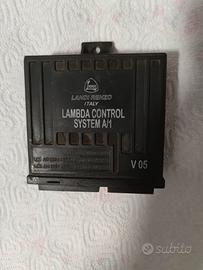 LANDI RENZO
ITALY
LAMBDA CONTROL
SYSTEM A/1
V 05
subito